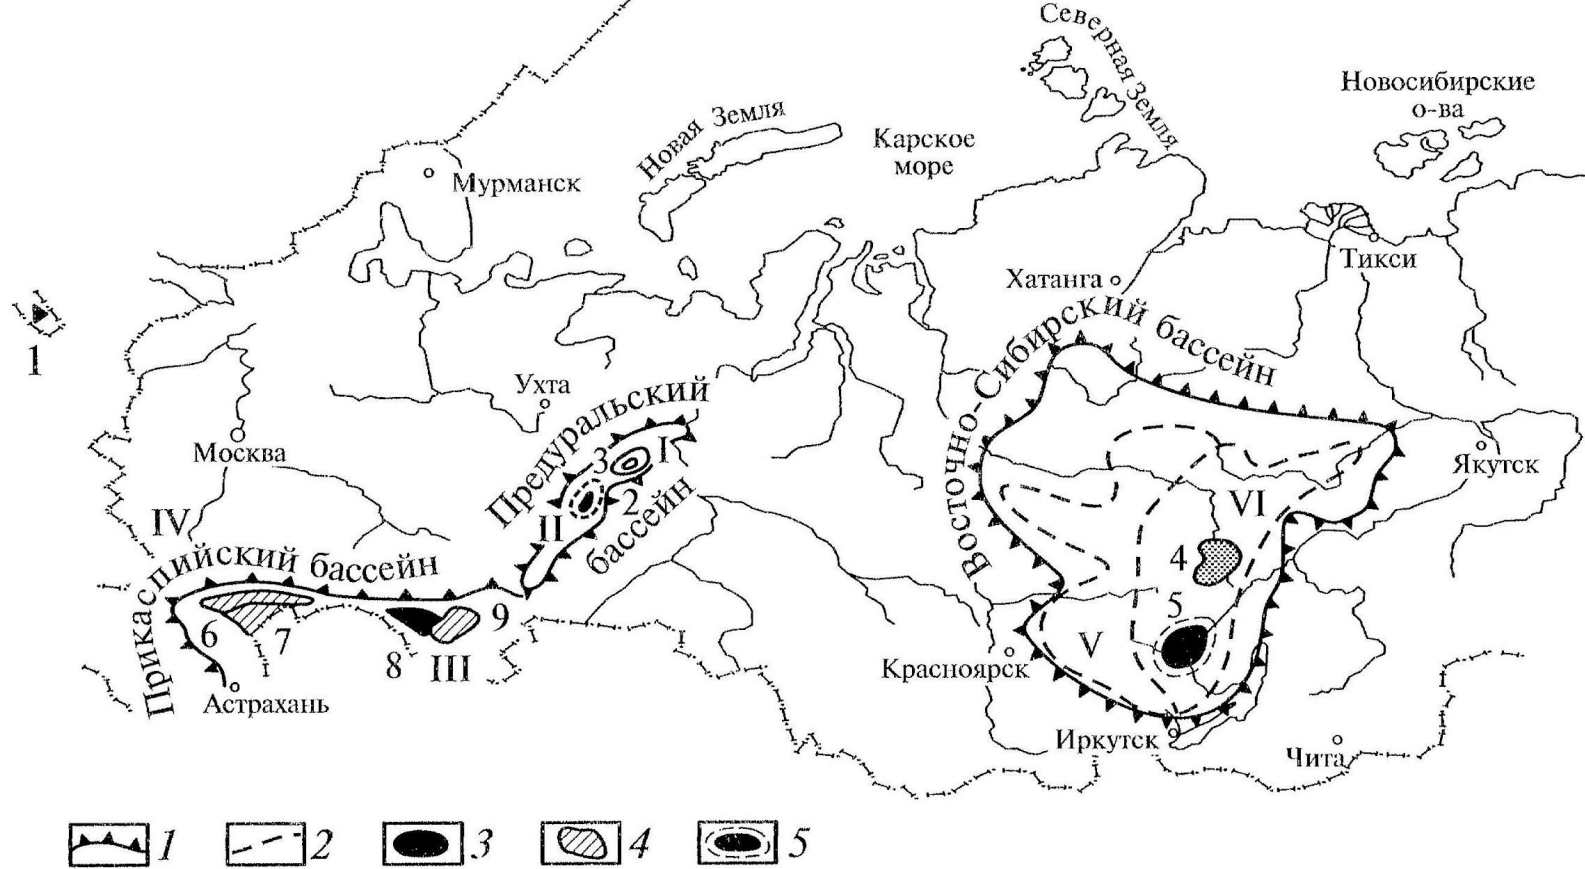 Северная Земля
Новосибирские
о-ва
Новая Земля
Карское
море
Мурманск
Тикси
Хатанга
1
Восточно-Сибирский бассейн
Ухта
Предуральский
бассейн
Москва
3
I
2
II
Якутск
IV
VI
Прикаспийский бассейн
4
5
6
7
9
8
III
V
Красноярск
Астрахань
Иркутск
Чита
1
2
3
4
5